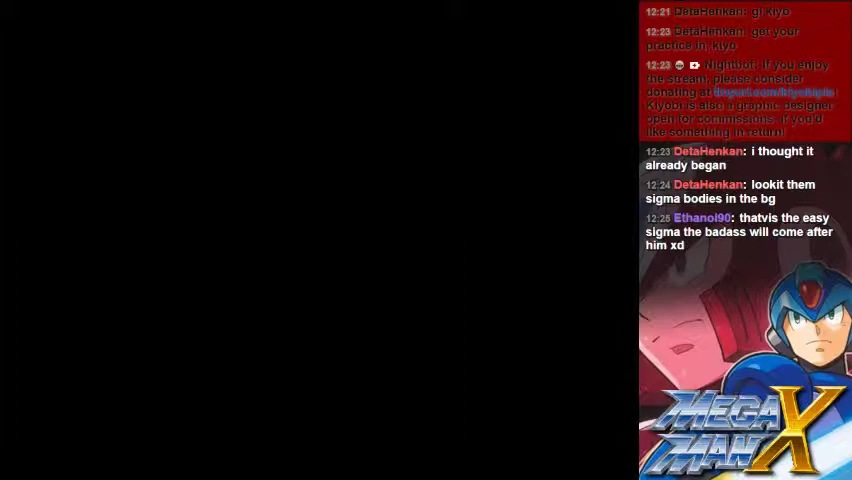 12:21 DetaHenkan: gl kiyo
12:23 DetaHenkan: get your
practice in, kiyo
12:23 Nightbot: If you enjoy
the stream, please consider
donating at
Kiyobi is also a graphic designer
open for commissions, if you'd
like something in return!
12:23 DetaHenkan: i thought it
already began
12:24 DetaHenkan: lookit them
sigma bodies in the bg
12:25 Ethanol90: thatvis the easy
sigma the badass will come after
him xd
MEGA
MAN X